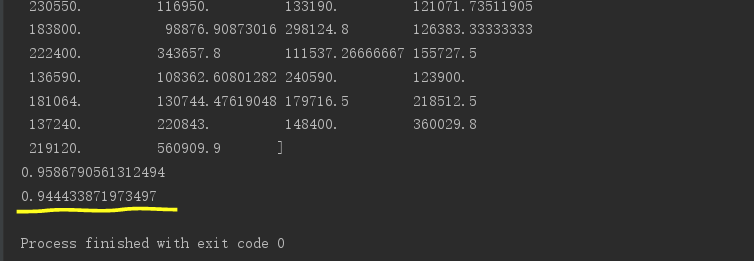 230550. 116950. 133190. 121071.73511905
183800. 98876.90873016 298124.8 126383.33333333
222400. 343657.8 111537.26666667 155727.5
136590. 108362.60801282 240590. 123900.
181064. 130744.47619048 179716.5 218512.5
137240. 220843. 148400. 360029.8
219120. 560909.9 ]
0.9586790561312494
0.944433871973497
Process finished with exit code 0